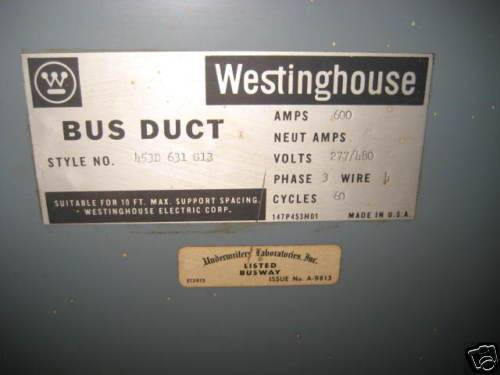 Westinghouse
BUS DUCT
STYLE NO. 453D 631 G13
SUITABLE FOR 10 FT. MAX. SUPPORT SPACING
WESTINGHOUSE ELECTRIC CORP.
AMPS 600
NEUT AMPS
VOLTS 277/480
PHASE 3 WIRE 4
CYCLES 60
147P453H01 MADE IN U.S.A.
Underwriters' Laboratories, Inc.
LISTED
BUSWAY
ISSUE No. A-9813